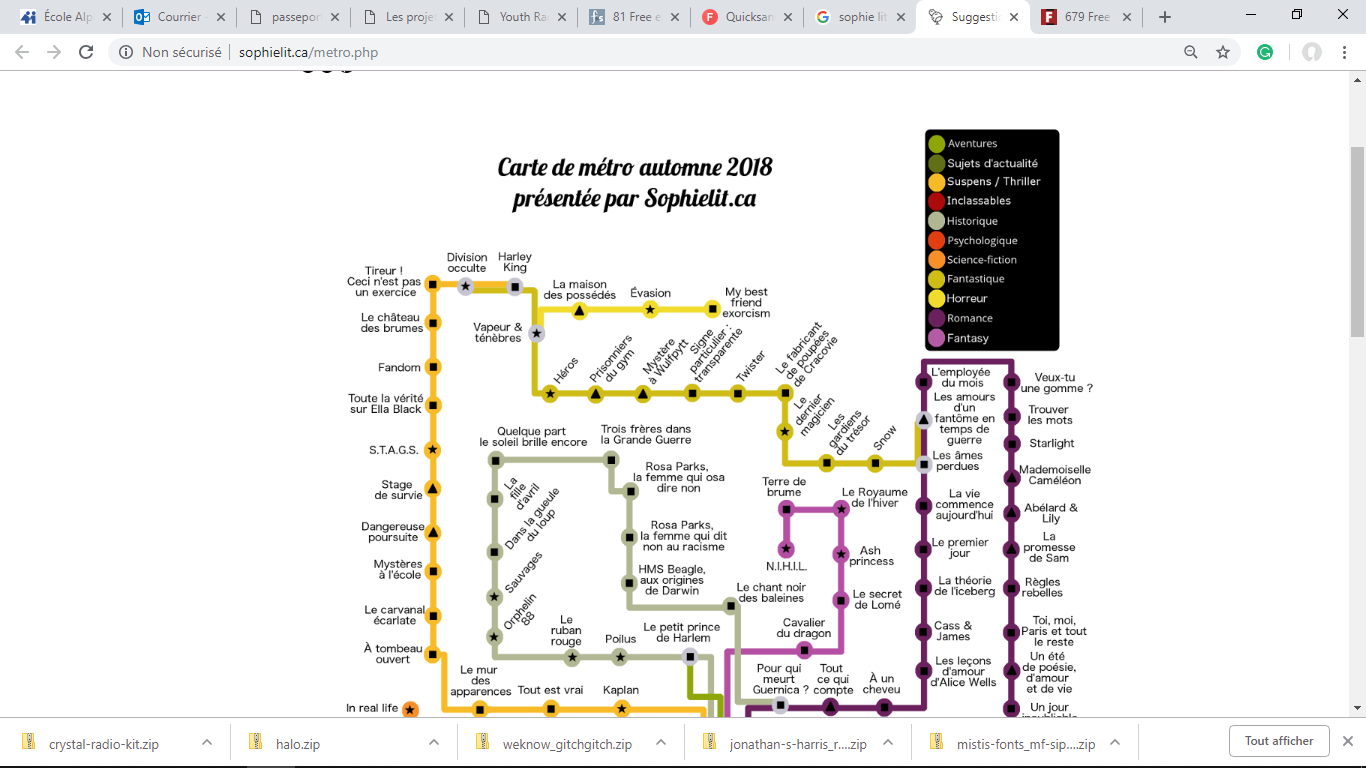 École Alp
Courrier
passepor
Les projet
Youth Ra
81 Free e
Quicksan
sophie lit
Suggesti
679 Free
Non sécurisé
sophielit.ca/metro.php
Carte de métro automne 2018
présentée par Sophielit.ca
Aventures
Sujets d'actualité
Suspens / Thriller
Inclassables
Historique
Psychologique
Science-fiction
Fantastique
Horreur
Romance
Fantasy
Tireur !
Ceci n'est pas
un exercice
Division
occulte
Harley
King
Le château
des brumes
Fandom
Toute la vérité
sur Ella Black
S.T.A.G.S.
Stage
de survie
Dangereuse
poursuite
Mystères
à l'école
Le carvanal
écarlate
À tombeau
ouvert
Le mur
des
apparences
Tout est vrai
Kaplan
In real life
Vapeur &
ténèbres
La maison
des possédés
Évasion
My best
friend
exorcism
Héros
Prisonniers
du gym
Mystère
à Wulfpytt
Signe
particulier :
transparente
Twister
Le fabricant
de poupées
de Cracovie
Le
dernier
magicien
Les
gardiens
du trésor
Snow
Quelque part
le soleil brille encore
Trois frères dans
la Grande Guerre
La
fille
d'avril
Dans la gueule
du loup
Sauvages
Orphelin
88
Le
ruban
rouge
Poilus
Le petit prince
de Harlem
Rosa Parks,
la femme qui osa
dire non
Rosa Parks,
la femme qui dit
non au racisme
HMS Beagle,
aux origines
de Darwin
Le chant noir
des baleines
Pour qui
meurt
Guernica ?
Terre de
brume
Le Royaume
de l'hiver
N.I.H.I.L.
Ash
princess
Le secret
de Lomé
Cavalier
du dragon
Tout
ce qui
compte
À un
cheveu
L'employée
du mois
Les amours
d'un
fantôme en
temps de
guerre
Les âmes
perdues
La vie
commence
aujourd'hui
Le premier
jour
La théorie
de l'iceberg
Cass &
James
Les leçons
d'amour
d'Alice Wells
Veux-tu
une gomme ?
Trouver
les mots
Starlight
Mademoiselle
Caméléon
Abélard &
Lily
La
promesse
de Sam
Règles
rebelles
Toi, moi,
Paris et tout
le reste
Un été
de poésie,
d'amour
et de vie
Un jour
crystal-radio-kit.zip
halo.zip
weknow_gitchgitch.zip
jonathan-s-harris_r....zip
mistis-fonts_mf-sip....zip
Tout afficher